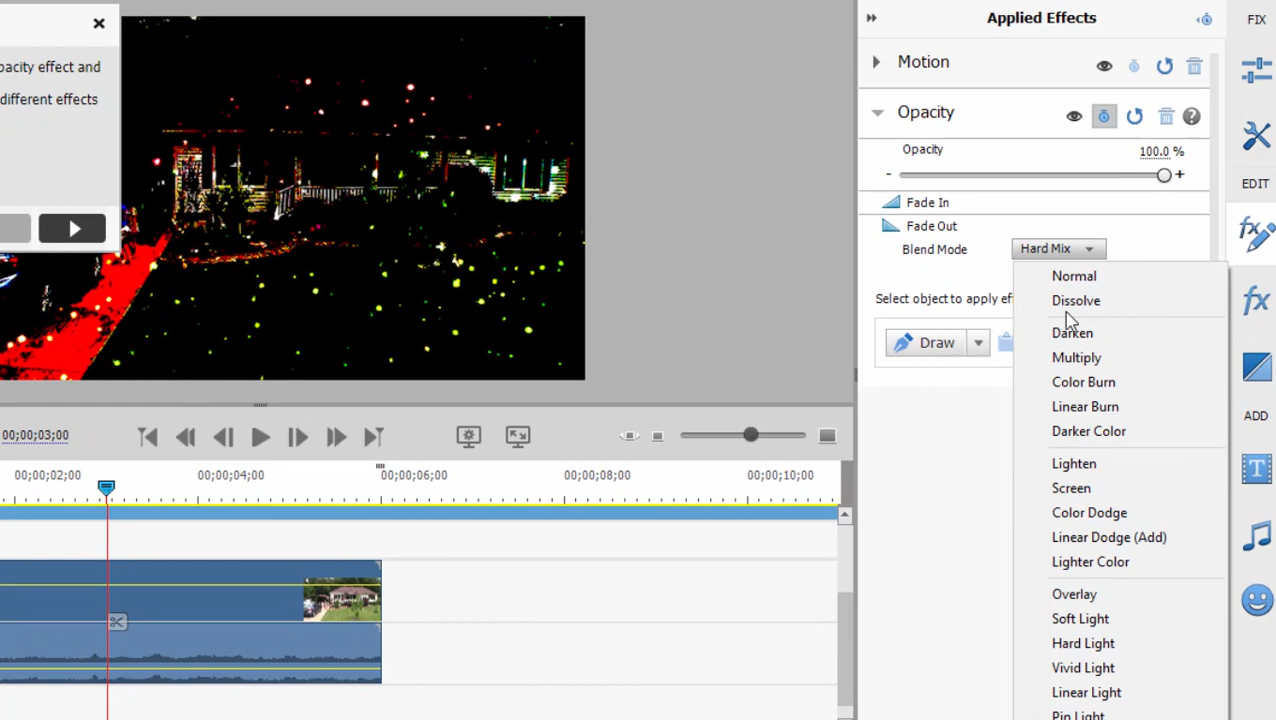 pacity effect and
different effects
Applied Effects
Motion
Opacity
Opacity
100.0 %
- +
Fade In
Fade Out
Blend Mode
Hard Mix
Select object to apply eff
Draw
Normal
Dissolve
Darken
Multiply
Color Burn
Linear Burn
Darker Color
Lighten
Screen
Color Dodge
Linear Dodge (Add)
Lighter Color
Overlay
Soft Light
Hard Light
Vivid Light
Linear Light
Pin Light
FIX
EDIT
fx
fx
ADD
T
00;00;03;00
00;00;02;00 00;00;04;00 00;00;06;00 00;00;08;00 00;00;10;00